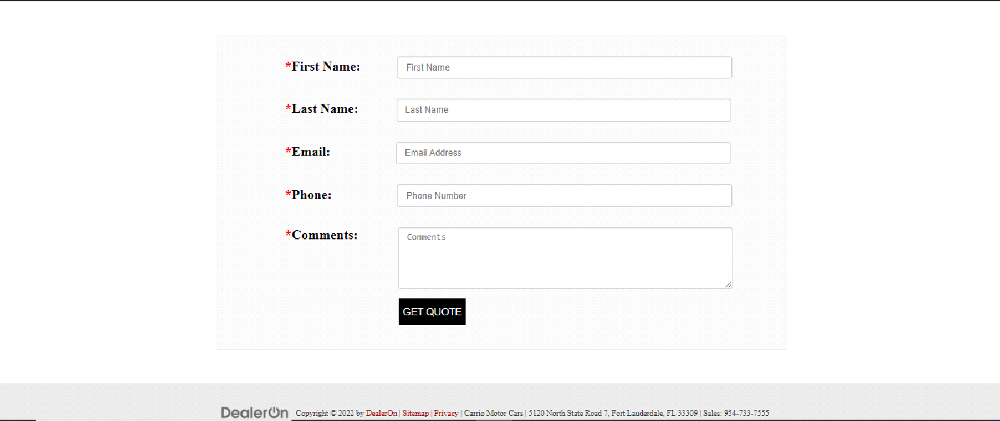 *First Name: First Name
*Last Name: Last Name
*Email: Email Address
*Phone: Phone Number
*Comments: Comments
GET QUOTE
DealerOn Copyright © 2022 by DealerOn | Sitemap | Privacy | Carrio Motor Cars | 5120 North State Road 7, Fort Lauderdale, FL 33309 | Sales: 954-733-7555